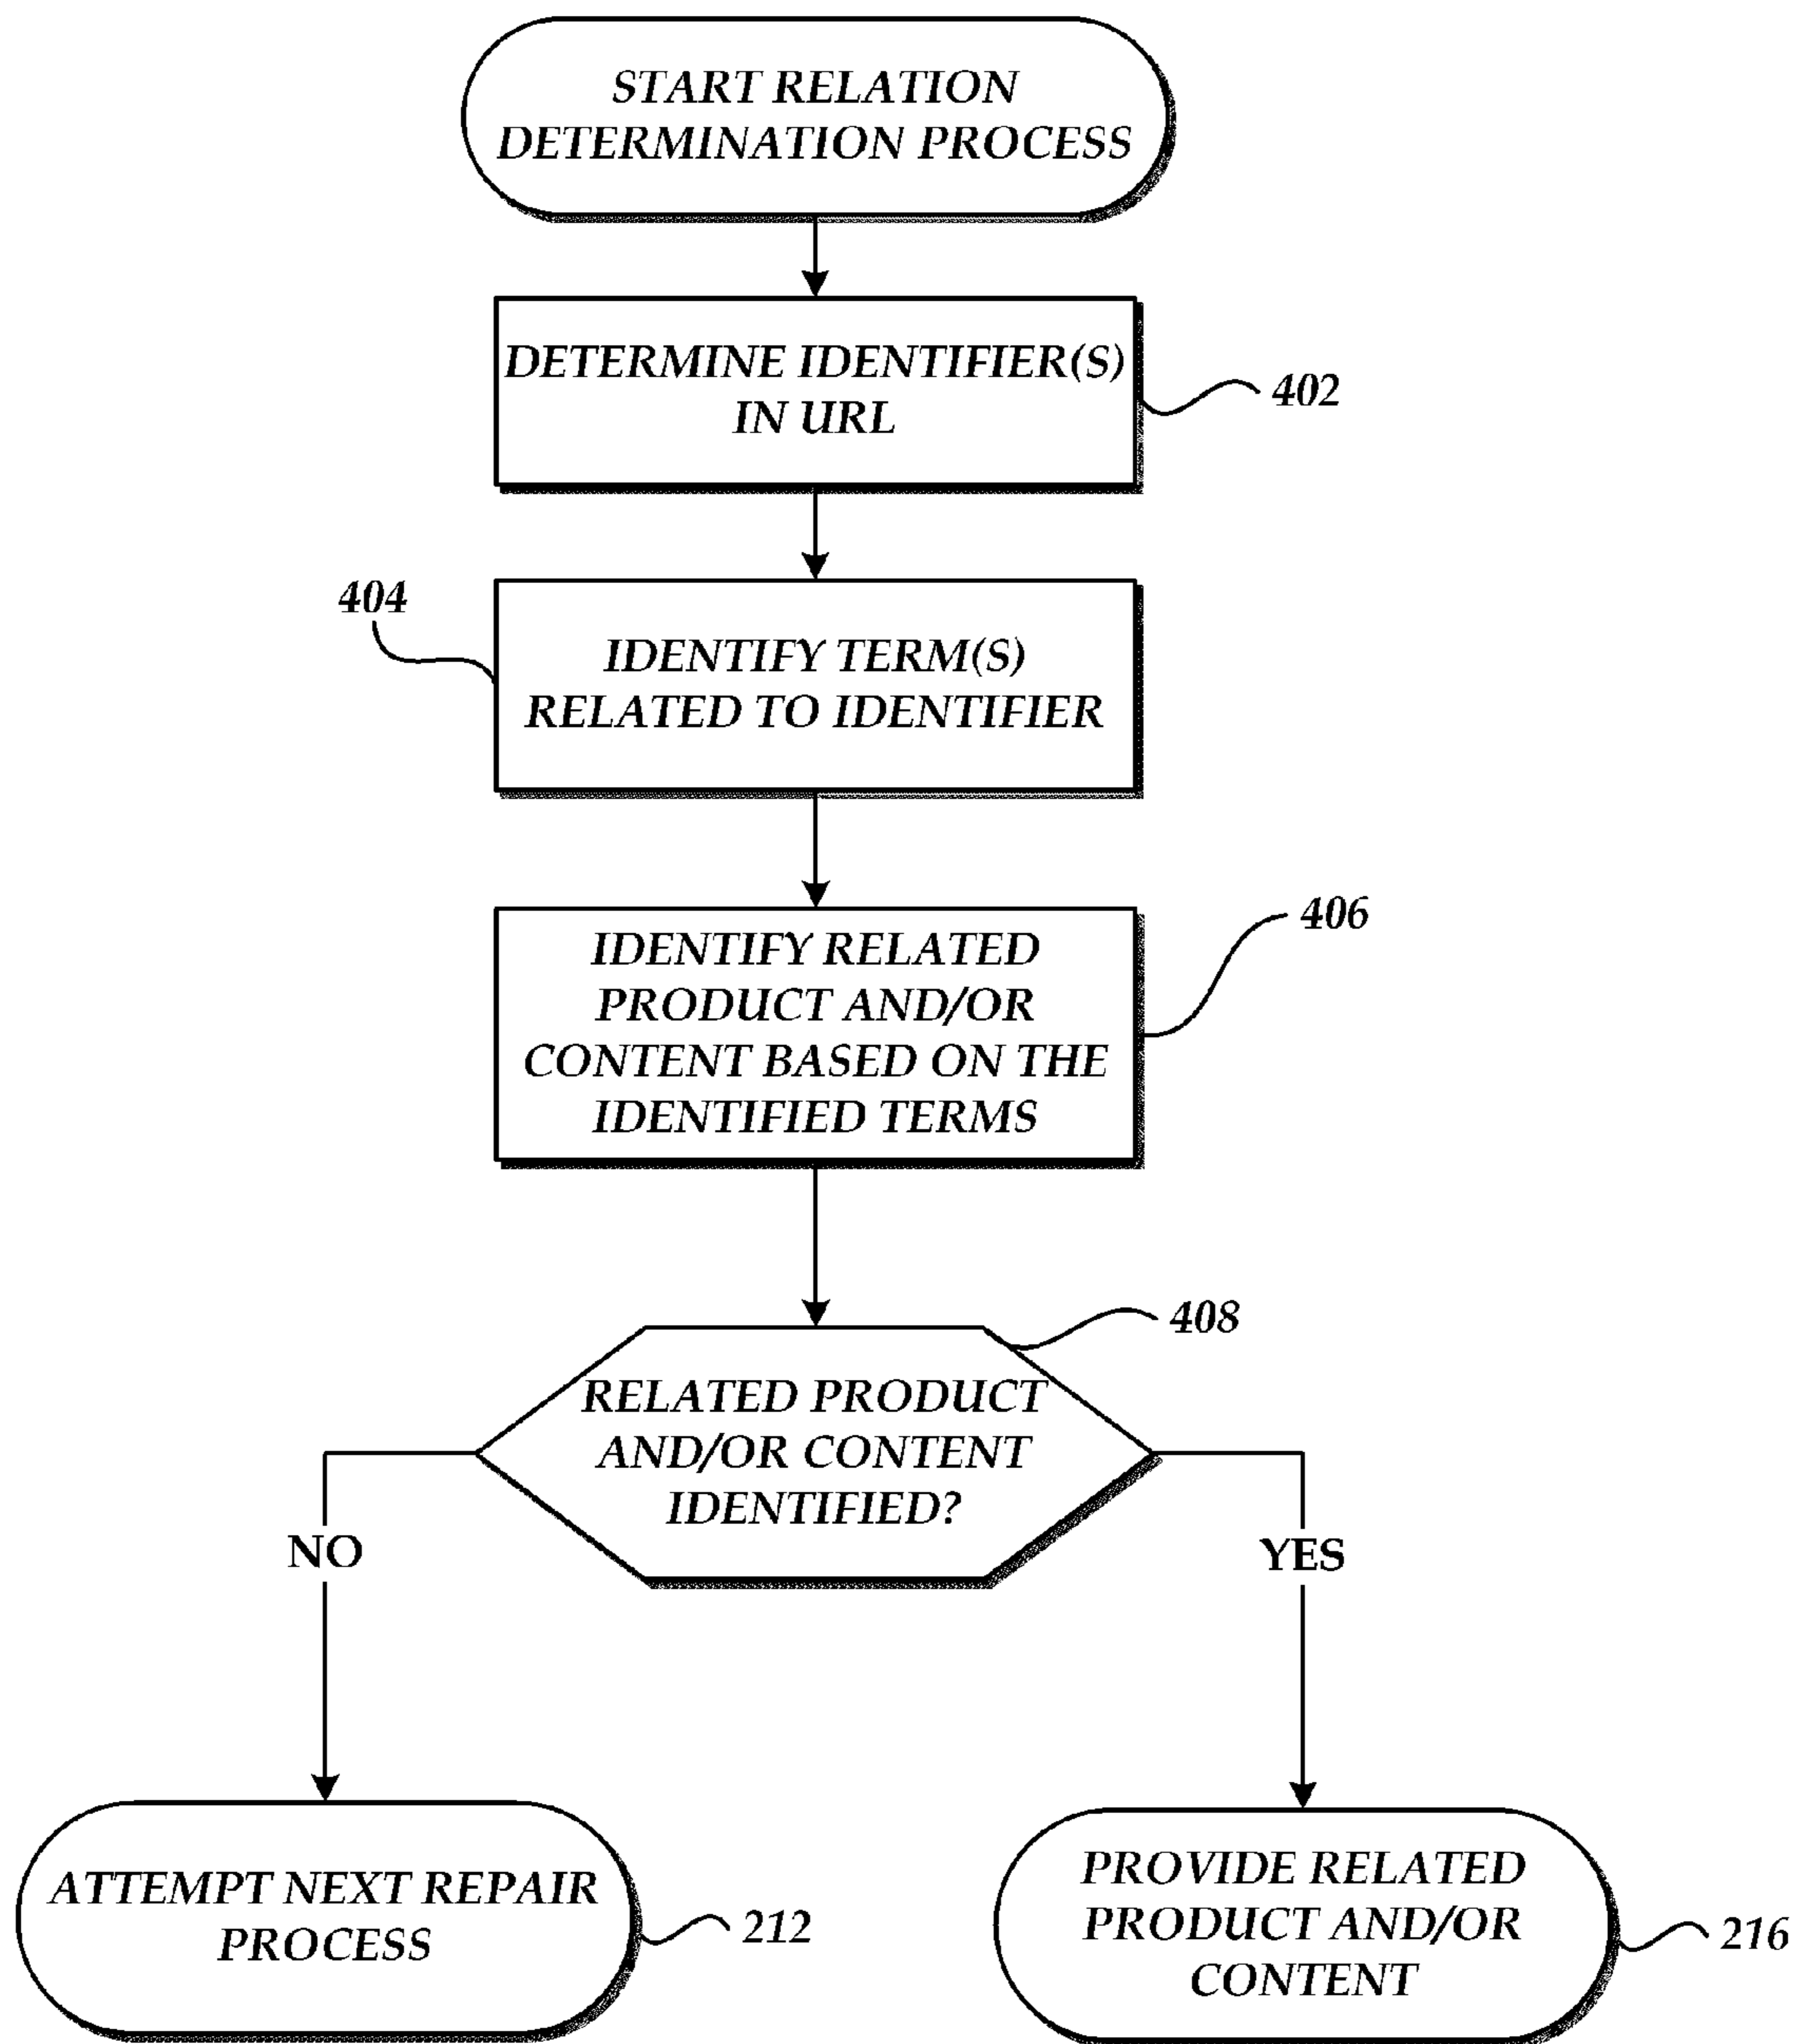 START RELATION
DETERMINATION PROCESS
DETERMINE IDENTIFIER(S)
IN URL
402
404
IDENTIFY TERM(S)
RELATED TO IDENTIFIER
IDENTIFY RELATED
PRODUCT AND/OR
CONTENT BASED ON THE
IDENTIFIED TERMS
406
408
RELATED PRODUCT
AND/OR CONTENT
IDENTIFIED?
NO
YES
ATTEMPT NEXT REPAIR
PROCESS
212
PROVIDE RELATED
PRODUCT AND/OR
CONTENT
216